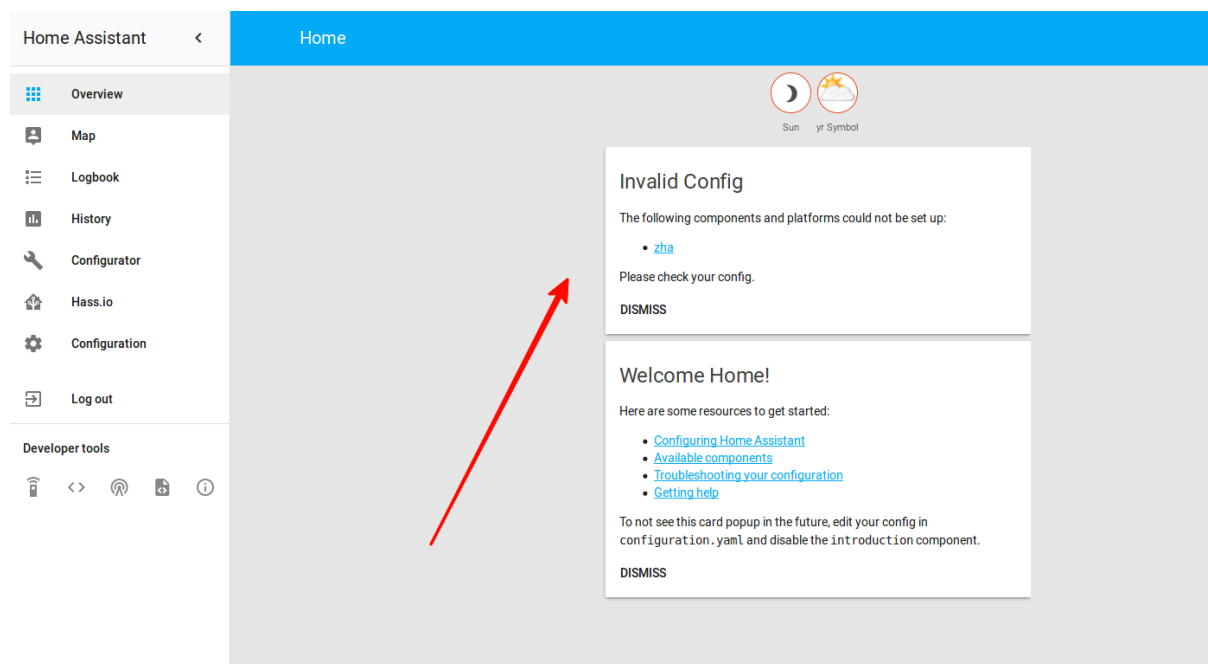 Home Assistant
Home
Overview
Map
Logbook
History
Configurator
Hass.io
Configuration
Log out
Developer tools
Sun yr Symbol
Invalid Config
The following components and platforms could not be set up:
zha
Please check your config.
DISMISS
Welcome Home!
Here are some resources to get started:
Configuring Home Assistant
Available components
Troubleshooting your configuration
Getting help
To not see this card popup in the future, edit your config in
configuration.yaml and disable the introduction component.
DISMISS